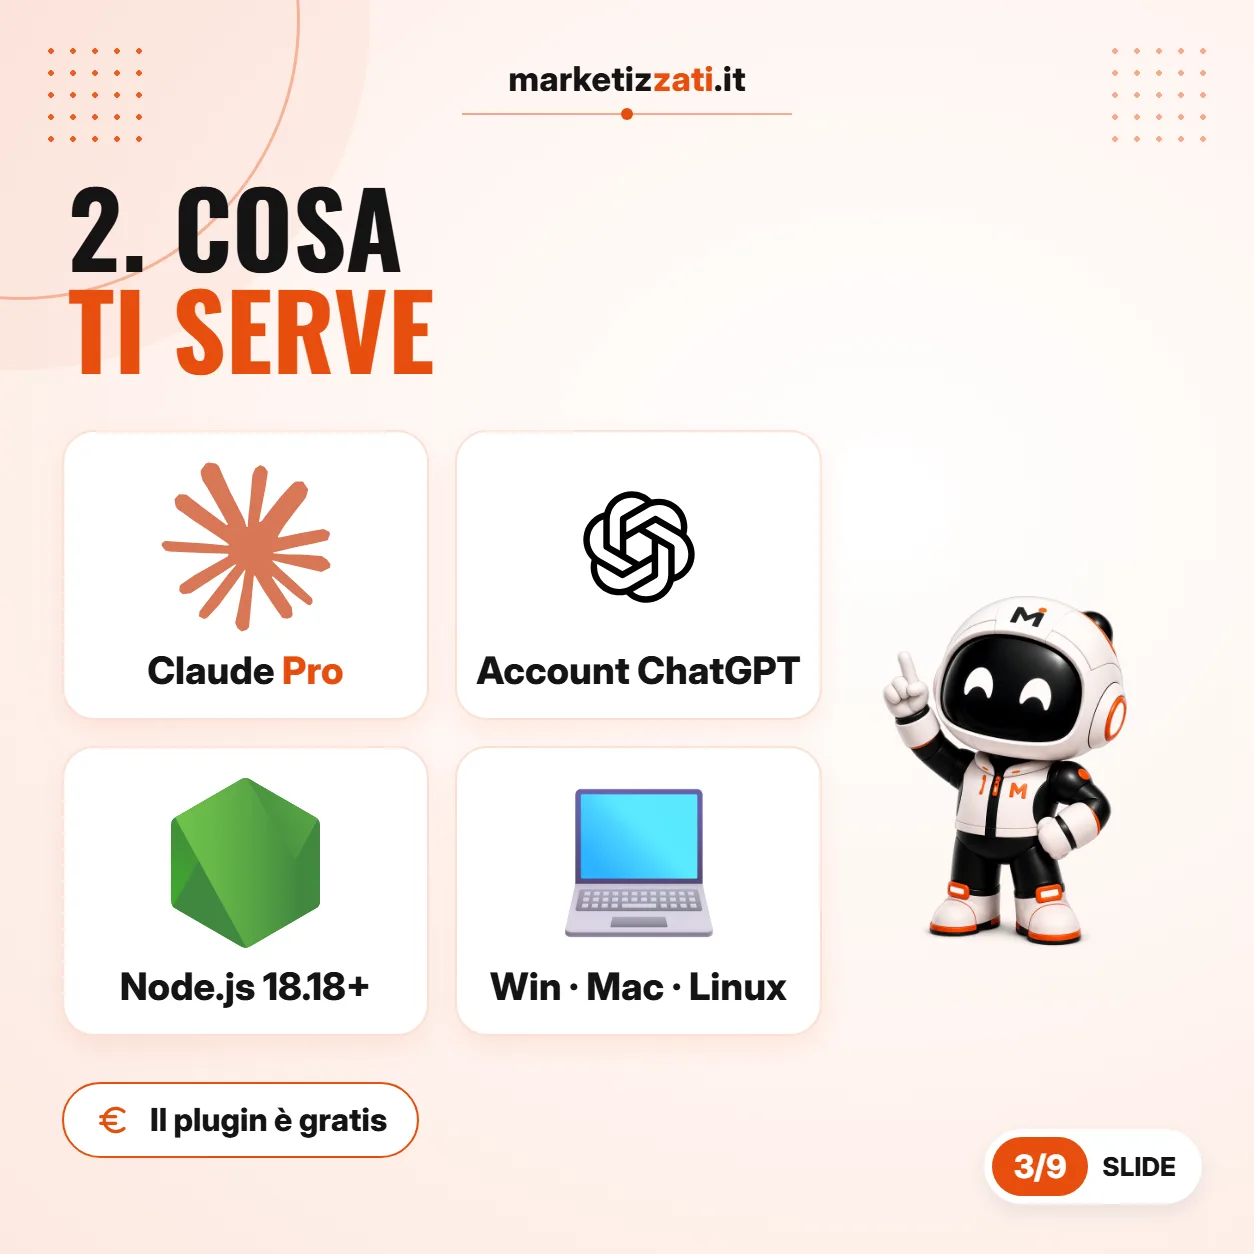 marketizzati.it
2. COSA
TI SERVE
Claude Pro
Account ChatGPT
Node.js 18.18+
Win · Mac · Linux
€ Il plugin è gratis
M
M
3/9 SLIDE